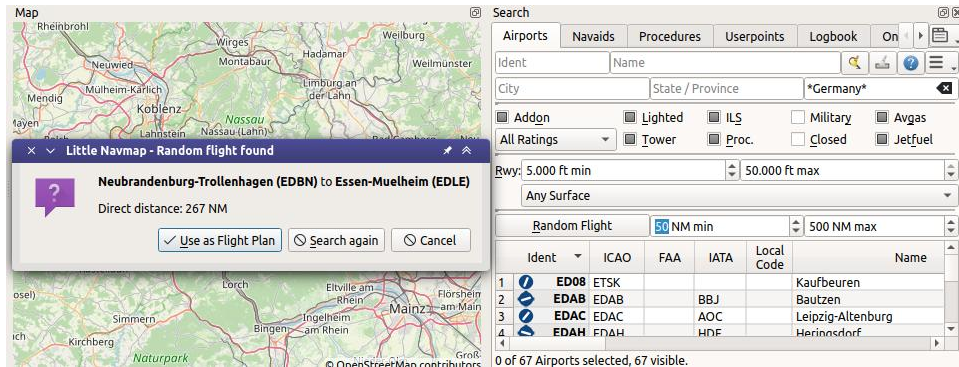 Map
Search
Airports Navaids Procedures Userpoints Logbook On
Ident Name
City State / Province *Germany*
Addon Lighted ILS Military Avgas
All Ratings Tower Proc. Closed Jetfuel
Rwy: 5.000 ft min 50.000 ft max
Any Surface
Random Flight 50 NM min 500 NM max
Ident ICAO FAA IATA Local Code Name
1 ED08 ETSK Kaufbeuren
2 EDAB EDAB BBJ Bautzen
3 EDAC EDAC AOC Leipzig-Altenburg
4 EDAH EDAH HDF Heringsdorf
0 of 67 Airports selected, 67 visible.
Little Navmap - Random flight found
Neubrandenburg-Trollenhagen (EDBN) to Essen-Muelheim (EDLE)
Direct distance: 267 NM
Use as Flight Plan Search again Cancel
Rheinbrohl
Wirges
Weilburg
Neuwied
Montabaur
Hadamar
Weilmünster
Mülheim-Kärlich
Limburg an
der Lahn
Mendig
Koblenz
Nassau
Mayen
Lahnstein
Nassau (Lahn)
Lorch
Eltville am
Rhein
Mainz
Flörsheim
am Main
Simmern
Bingen
Ingelheim
am Rhein
Kirchberg
Naturpark
© OpenStreetMap contributors